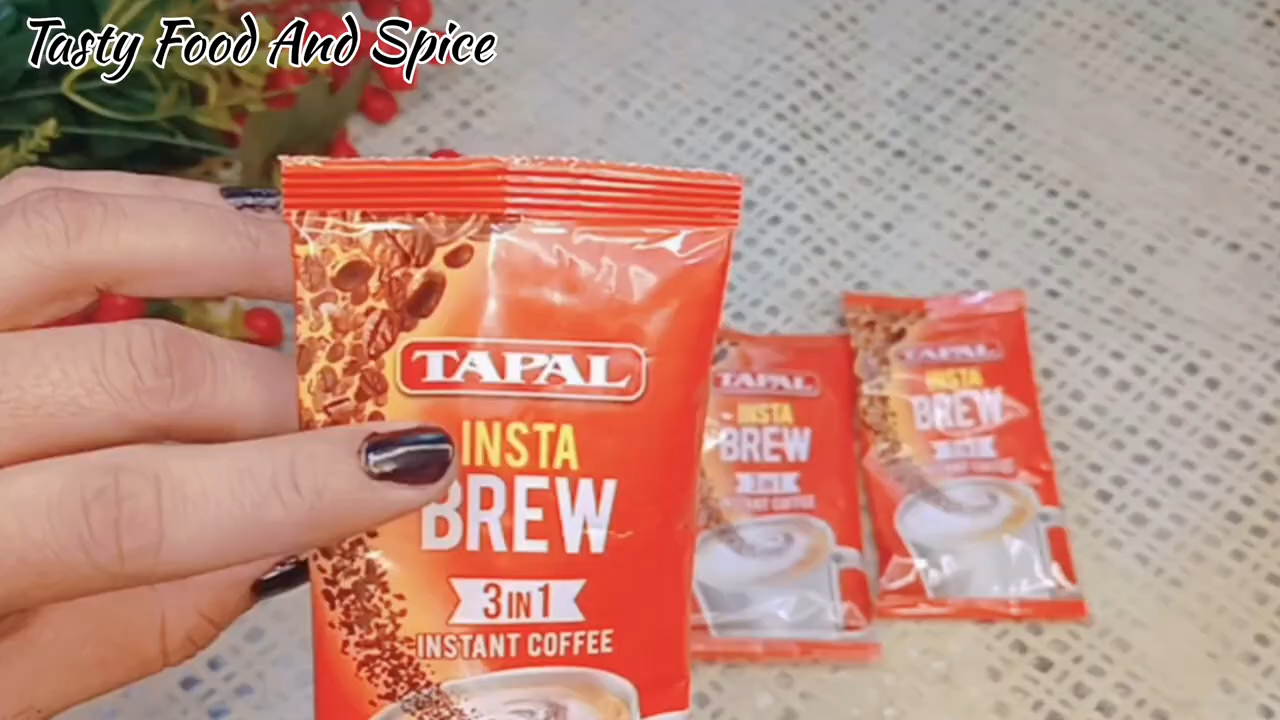 Tasty Food And Spice
TAPAL
INSTA
BREW
3 IN 1
INSTANT COFFEE
TAPAL
INSTA
BREW
TAPAL
INSTA
BREW